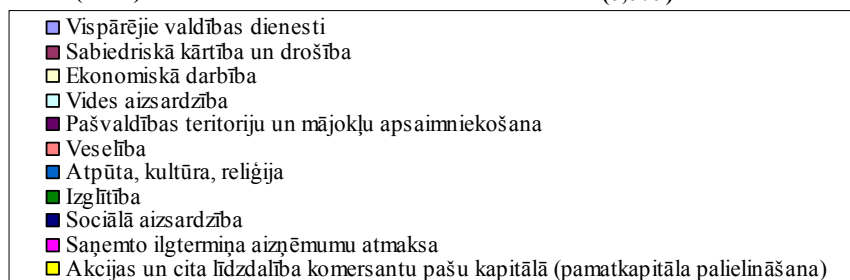 Vispārējie valdības dienesti
Sabiedriskā kārtība un drošība
Ekonomiskā darbība
Vides aizsardzība
Pašvaldības teritoriju un mājokļu apsaimniekošana
Veselība
Atpūta, kultūra, reliģija
Izglītība
Sociālā aizsardzība
Saņemto ilgtermiņa aizņēmumu atmaksa
Akcijas un cita līdzdalība komersantu pašu kapitālā (pamatkapitāla palielināšana)